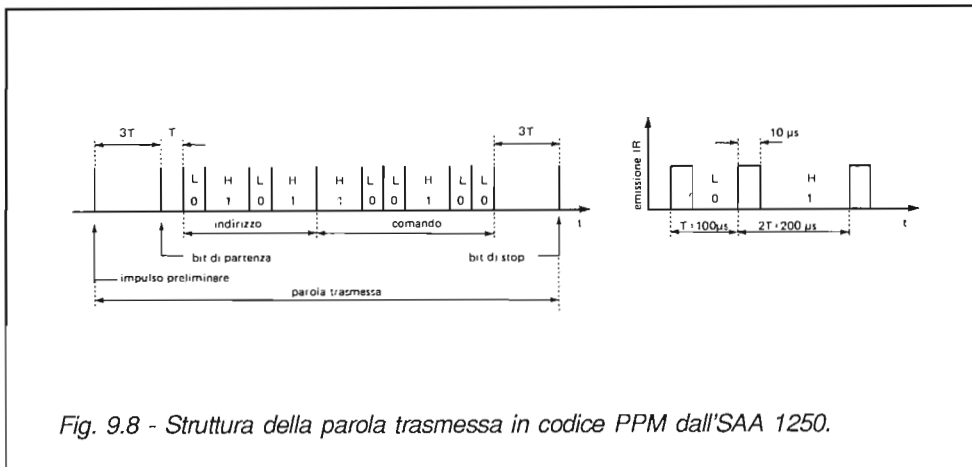 3T T 3T
L H L H H L L H L L
0 1 0 1 1 0 0 1 0 0
t
indirizzo comando
bit di partenza bit di stop
impulso preliminare
parola trasmessa
emissione IR
10 µs
L H
0 1
T = 100µs 2T = 200 µs
t
Fig. 9.8 - Struttura della parola trasmessa in codice PPM dall'SAA 1250.